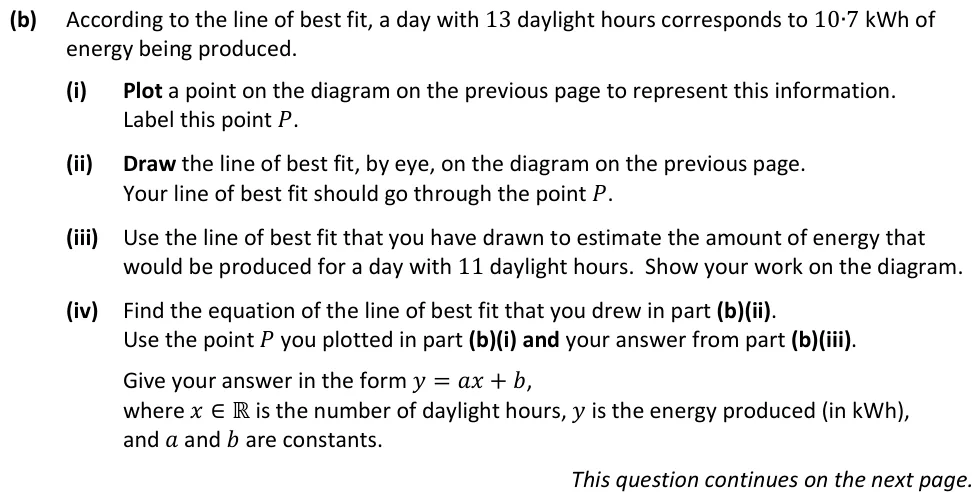 (b) According to the line of best fit, a day with 13 daylight hours corresponds to 10·7 kWh of
energy being produced.
(i) Plot a point on the diagram on the previous page to represent this information.
Label this point P.
(ii) Draw the line of best fit, by eye, on the diagram on the previous page.
Your line of best fit should go through the point P.
(iii) Use the line of best fit that you have drawn to estimate the amount of energy that
would be produced for a day with 11 daylight hours. Show your work on the diagram.
(iv) Find the equation of the line of best fit that you drew in part (b)(ii).
Use the point P you plotted in part (b)(i) and your answer from part (b)(iii).
Give your answer in the form y = ax + b,
where x ∈ ℝ is the number of daylight hours, y is the energy produced (in kWh),
and a and b are constants.
This question continues on the next page.